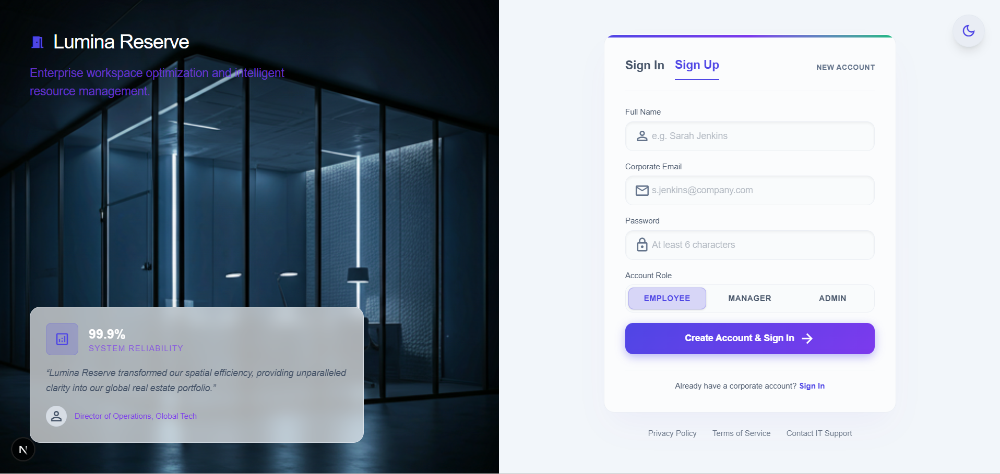 Lumina Reserve
Enterprise workspace optimization and intelligent
resource management.
99.9%
SYSTEM RELIABILITY
“Lumina Reserve transformed our spatial efficiency, providing unparalleled
clarity into our global real estate portfolio.”
Director of Operations, Global Tech
N
Sign In
Sign Up
NEW ACCOUNT
Full Name
e.g. Sarah Jenkins
Corporate Email
s.jenkins@company.com
Password
At least 6 characters
Account Role
EMPLOYEE
MANAGER
ADMIN
Create Account & Sign In
Already have a corporate account? Sign In
Privacy Policy
Terms of Service
Contact IT Support